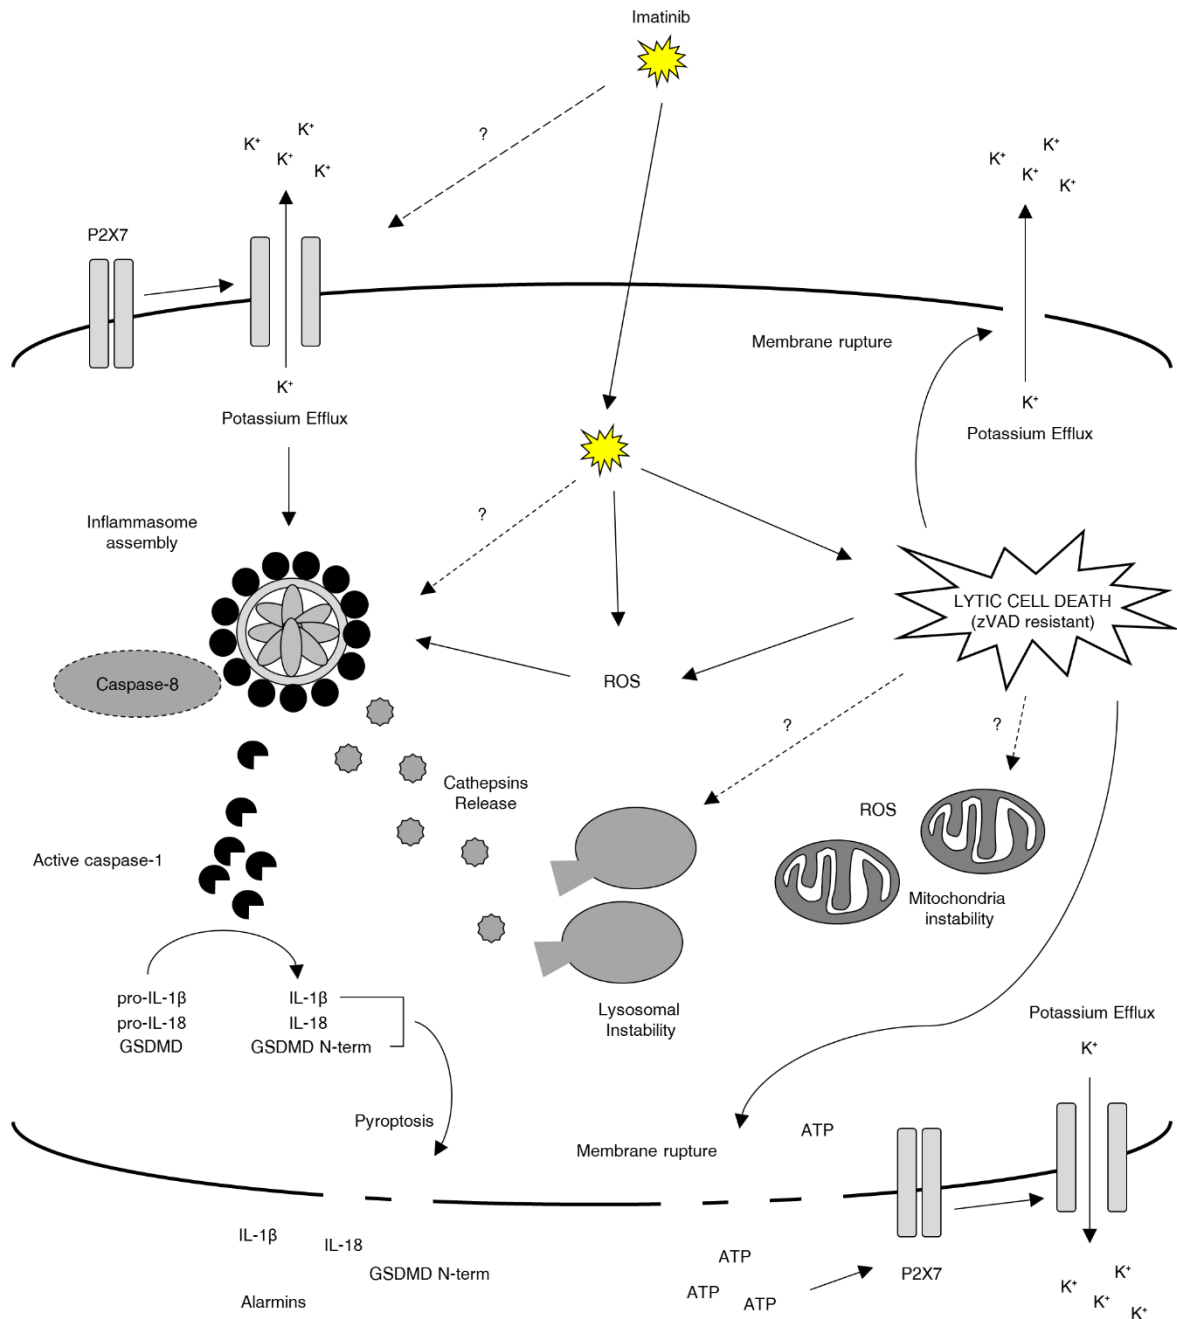 Imatinib
?
K⁺
K⁺
K⁺
K⁺
K⁺
K⁺
K⁺
K⁺
P2X7
Membrane rupture
K⁺
Potassium Efflux
K⁺
Potassium Efflux
?
Inflammasome
assembly
LYTIC CELL DEATH
(zVAD resistant)
Caspase-8
ROS
?
?
Cathepsins
Release
ROS
Active caspase-1
Mitochondria
instability
pro-IL-1β
IL-1β
pro-IL-18
IL-18
GSDMD
GSDMD N-term
Lysosomal
Instability
Potassium Efflux
K⁺
Pyroptosis
Membrane rupture
ATP
IL-1β
IL-18
GSDMD N-term
Alarmins
ATP
ATP
ATP
P2X7
K⁺
K⁺
K⁺
K⁺